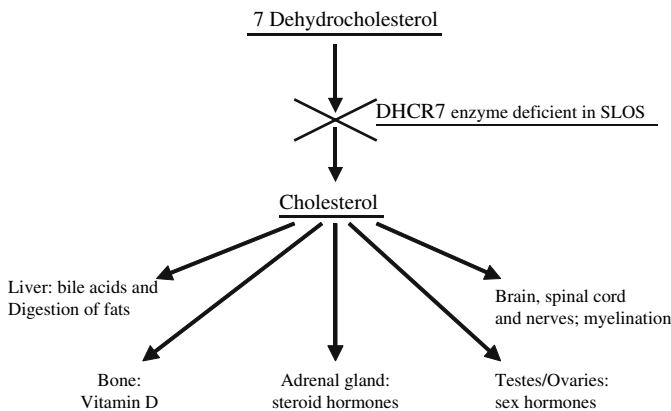 7 Dehydrocholesterol
DHCR7 enzyme deficient in SLOS
Cholesterol
Liver: bile acids and
Digestion of fats
Brain, spinal cord
and nerves; myelination
Bone:
Vitamin D
Adrenal gland:
steroid hormones
Testes/Ovaries:
sex hormones